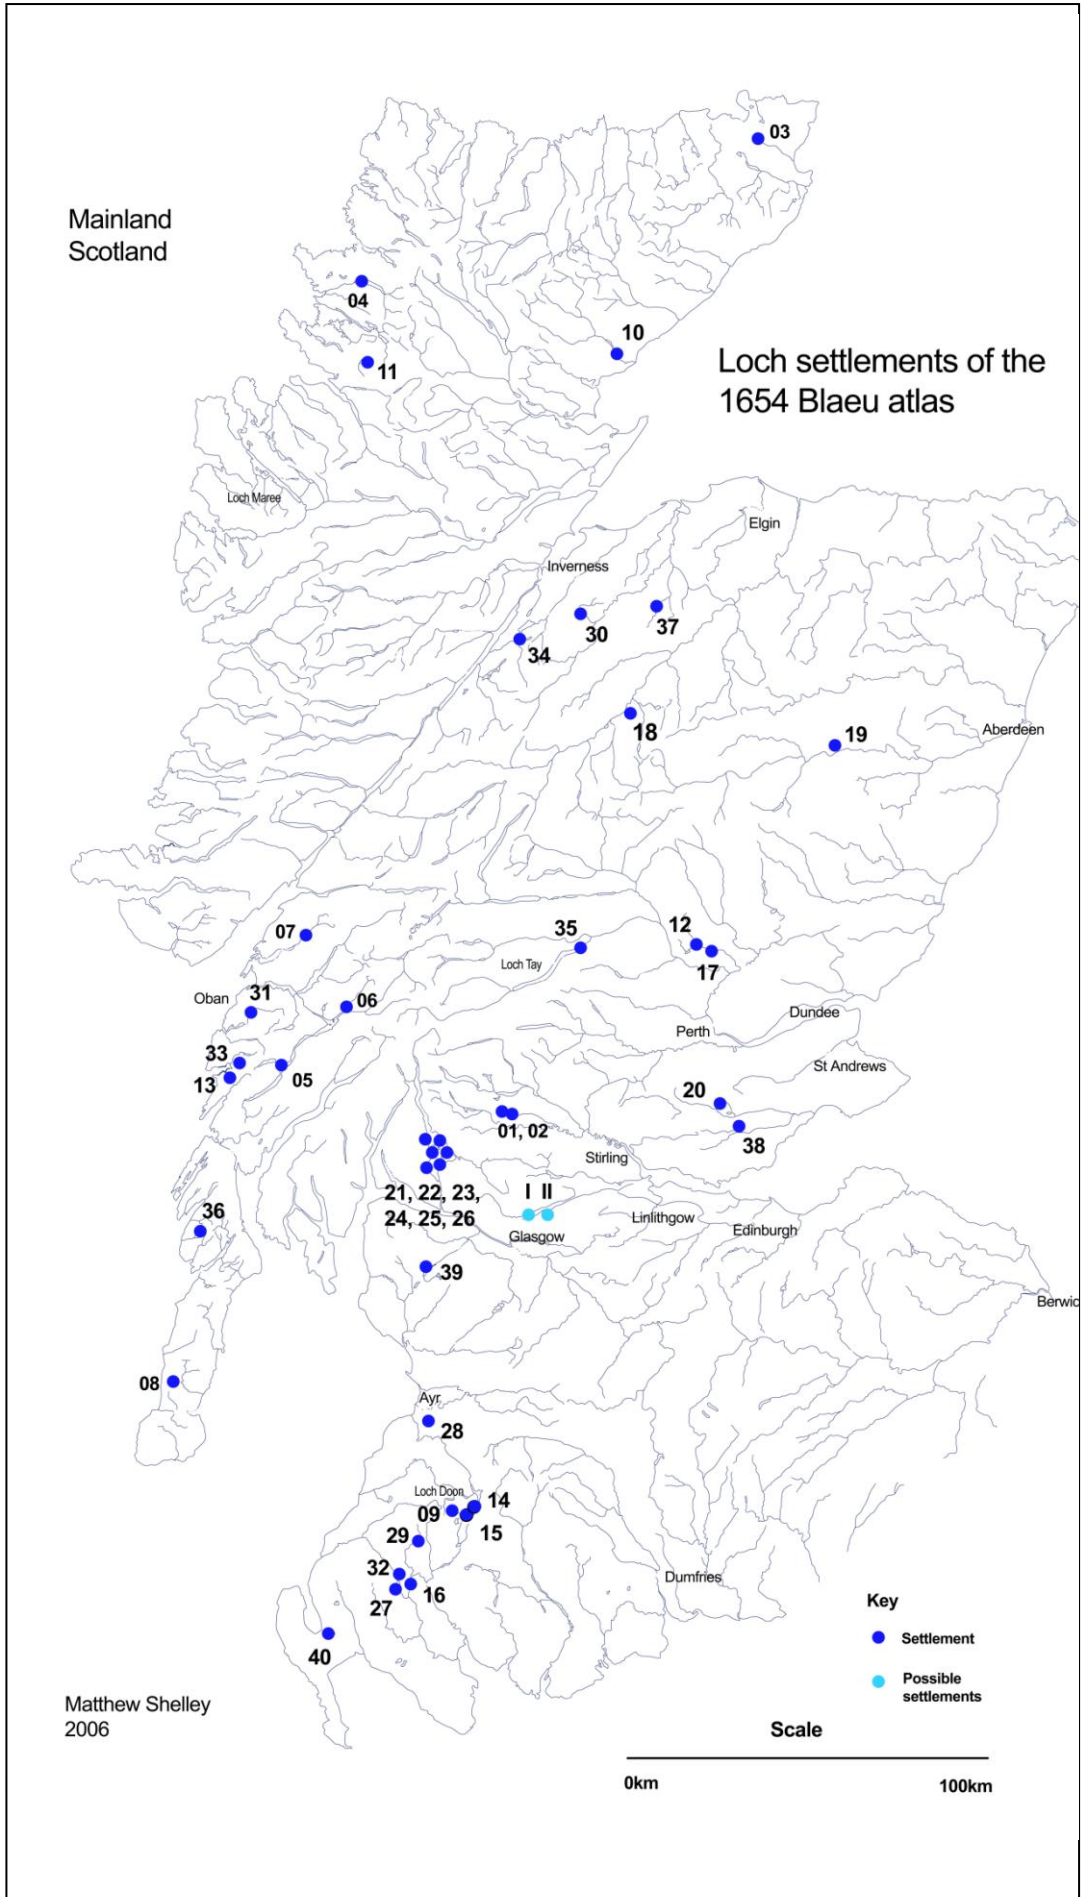 03
Mainland
Scotland
04
10
11
Loch settlements of the
1654 Blaeu atlas
Loch Maree
Elgin
Inverness
37
30
34
18
19
Aberdeen
07
35
12
Loch Tay
17
Oban
31
06
Dundee
Perth
33
St Andrews
05
13
20
01, 02
38
Stirling
21, 22, 23,
24, 25, 26
I II
36
Linlithgow
Edinburgh
Glasgow
39
Berwic
08
Ayr
28
Loch Doon
14
09
15
29
32
Dumfries
16
27
Key
Settlement
40
Possible
settlements
Matthew Shelley
2006
Scale
0km
100km